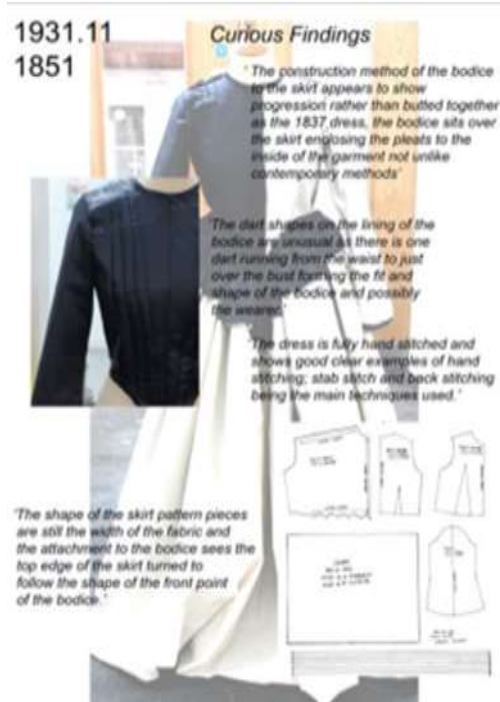 1931.11
1851
Curious Findings
' The construction method of the bodice
to the skirt appears to show
progression rather than butted together
as the 1837 dress, the bodice sits over
the skirt enclosing the pleats to the
inside of the garment not unlike
contemporary methods'
'The dart shapes on the lining of the
bodice are unusual as there is one
dart running from the waist to just
over the bust forming the fit and
shape of the bodice and possibly
the wearer.'
'The dress is fully hand stitched and
shows good clear examples of hand
stitching; stab stitch and back stitching
being the main techniques used.'
'The shape of the skirt pattern pieces
are still the width of the fabric and
the attachment to the bodice sees the
top edge of the skirt turned to
follow the shape of the front point
of the bodice.'